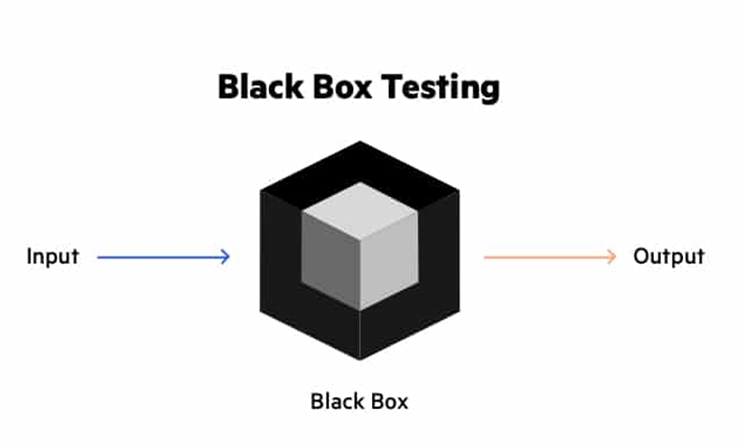 Black Box Testing
Input
Output
Black Box